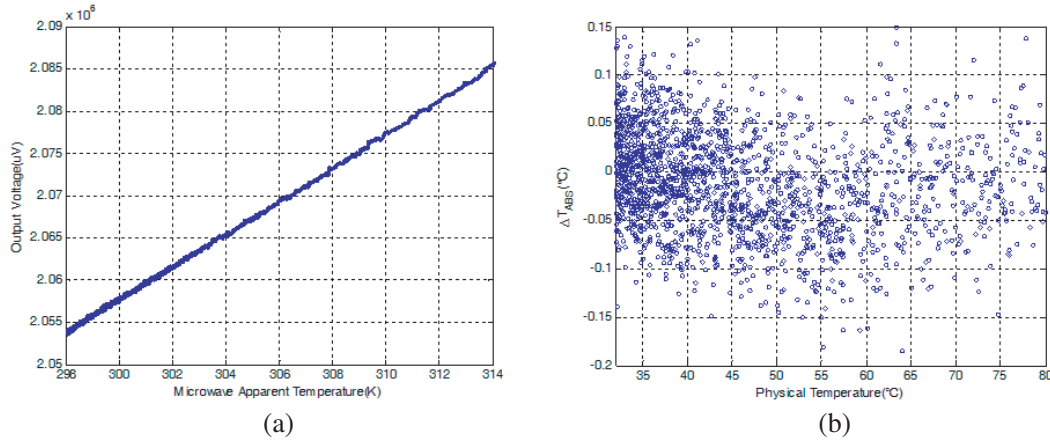 x 10⁶
2.09
2.085
2.08
2.075
2.07
2.065
2.06
2.055
2.05
298 300 302 304 306 308 310 312 314
Output Voltage(uV)
Microwave Apparent Temperature(K)
(a)
0.15
0.1
0.05
0
-0.05
-0.1
-0.15
-0.2
35 40 45 50 55 60 65 70 75 80
ΔT_ABS(°C)
Physical Temperature(°C)
(b)